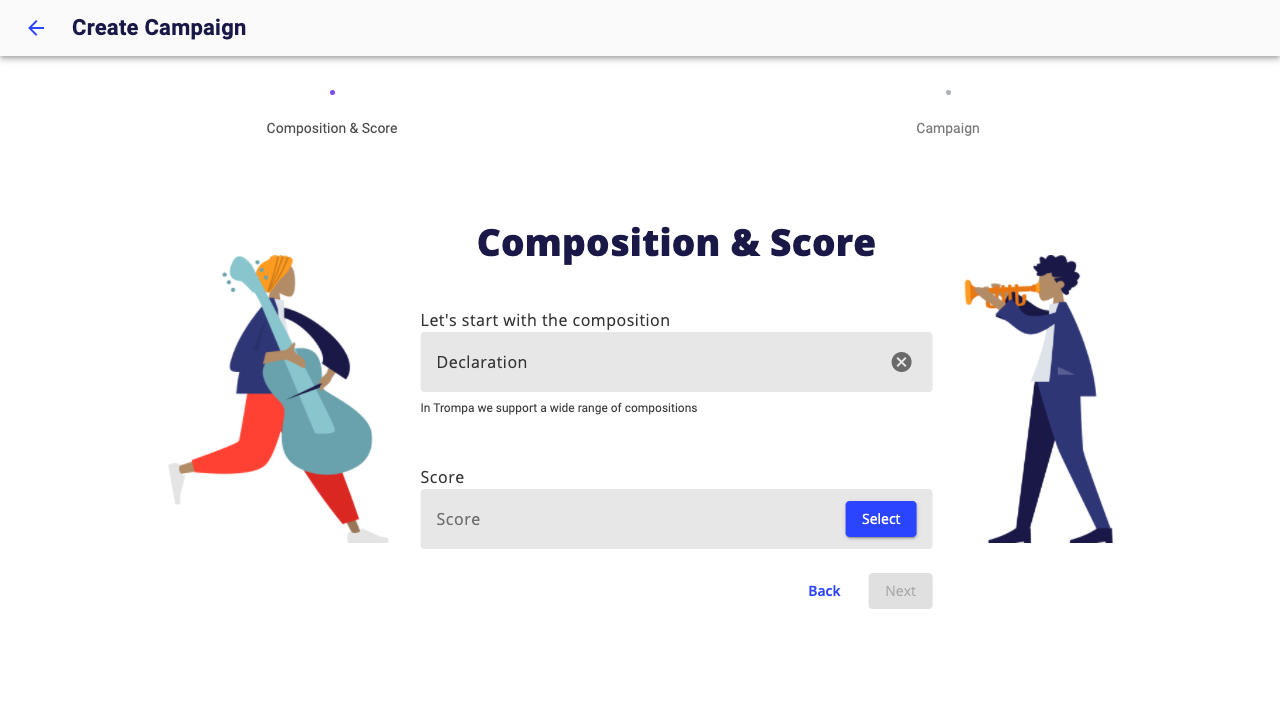 Create Campaign
Composition & Score
Campaign
Composition & Score
Let's start with the composition
Declaration
In Trompa we support a wide range of compositions
Score
Score
Select
Back
Next